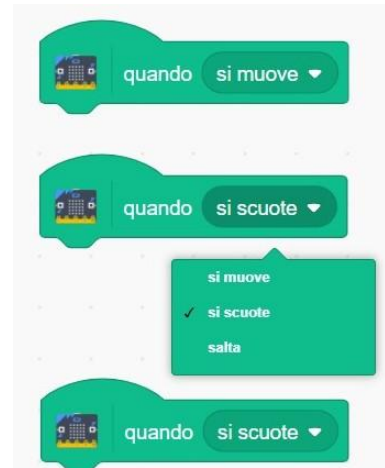 quando si muove
quando si scuote
si muove
✓ si scuote
salta
quando si scuote